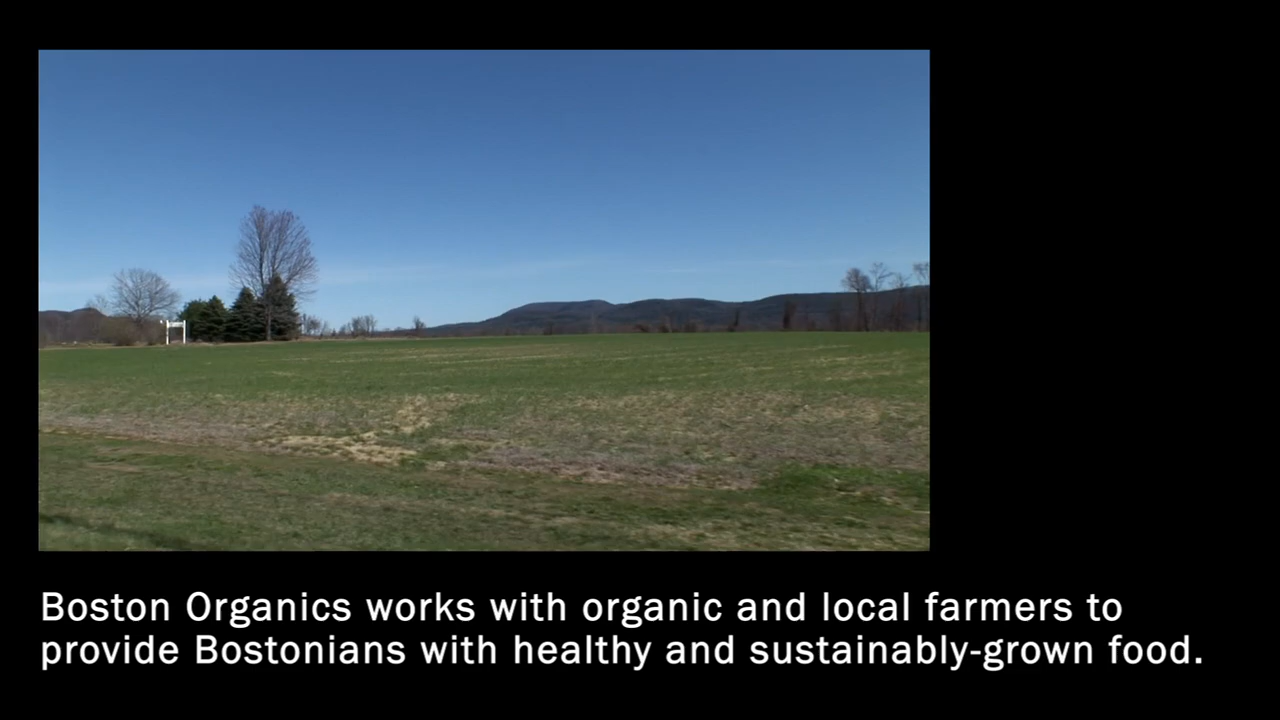 Boston Organics works with organic and local farmers to
provide Bostonians with healthy and sustainably-grown food.